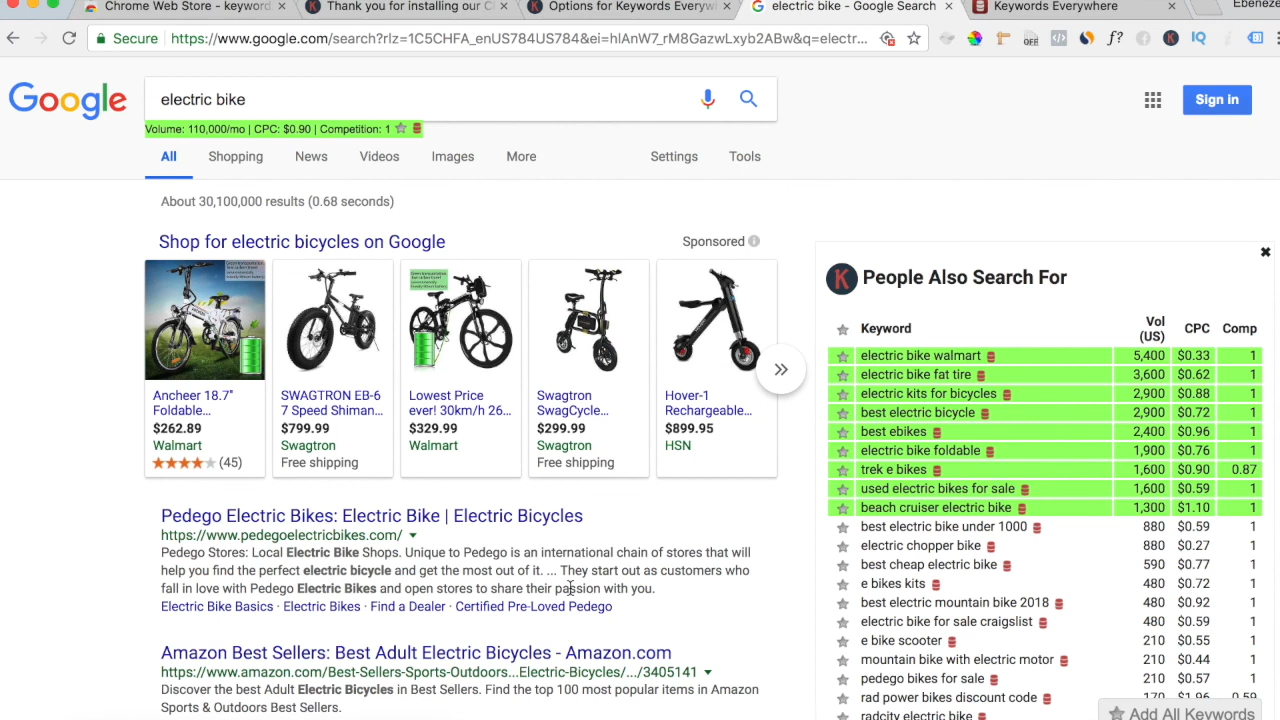 Chrome Web Store - keyword
Thank you for installing our C
Options for Keywords Everywh
electric bike - Google Search
Keywords Everywhere
Ebeneze
Secure
https://www.google.com/search?rlz=1C5CHFA_enUS784US784&ei=hlAnW7_rM8GazwLxyb2ABw&q=electr...
OFF
f?
IQ
Google
electric bike
Sign in
Volume: 110,000/mo | CPC: $0.90 | Competition: 1
All
Shopping
News
Videos
Images
More
Settings
Tools
About 30,100,000 results (0.68 seconds)
Shop for electric bicycles on Google
Sponsored
Ancheer 18.7"
Foldable...
$262.89
Walmart
(45)
SWAGTRON EB-6
7 Speed Shiman...
$799.99
Swagtron
Free shipping
Lowest Price
ever! 30km/h 26...
$329.99
Walmart
Swagtron
SwagCycle...
$299.99
Swagtron
Free shipping
Hover-1
Rechargeable...
$899.95
HSN
Pedego Electric Bikes: Electric Bike | Electric Bicycles
https://www.pedegoelectricbikes.com/
Pedego Stores: Local Electric Bike Shops. Unique to Pedego is an international chain of stores that will
help you find the perfect electric bicycle and get the most out of it. ... They start out as customers who
fall in love with Pedego Electric Bikes and open stores to share their passion with you.
Electric Bike Basics · Electric Bikes · Find a Dealer · Certified Pre-Loved Pedego
Amazon Best Sellers: Best Adult Electric Bicycles - Amazon.com
https://www.amazon.com/Best-Sellers-Sports-Outdoors...Electric-Bicycles/.../3405141
Discover the best Adult Electric Bicycles in Best Sellers. Find the top 100 most popular items in Amazon
Sports & Outdoors Best Sellers.
K
People Also Search For
Keyword Vol (US) CPC Comp
electric bike walmart 5,400 $0.33 1
electric bike fat tire 3,600 $0.62 1
electric kits for bicycles 2,900 $0.88 1
best electric bicycle 2,900 $0.72 1
best ebikes 2,400 $0.96 1
electric bike foldable 1,900 $0.76 1
trek e bikes 1,600 $0.90 0.87
used electric bikes for sale 1,600 $0.59 1
beach cruiser electric bike 1,300 $1.10 1
best electric bike under 1000 880 $0.59 1
electric chopper bike 880 $0.27 1
best cheap electric bike 590 $0.77 1
e bikes kits 480 $0.72 1
best electric mountain bike 2018 480 $0.92 1
electric bike for sale craigslist 480 $0.59 1
e bike scooter 210 $0.55 1
mountain bike with electric motor 210 $0.44 1
pedego bikes for sale 210 $0.57 1
rad power bikes discount code 170 $1.96 0.59
radcity electric bike
Add All Keywords